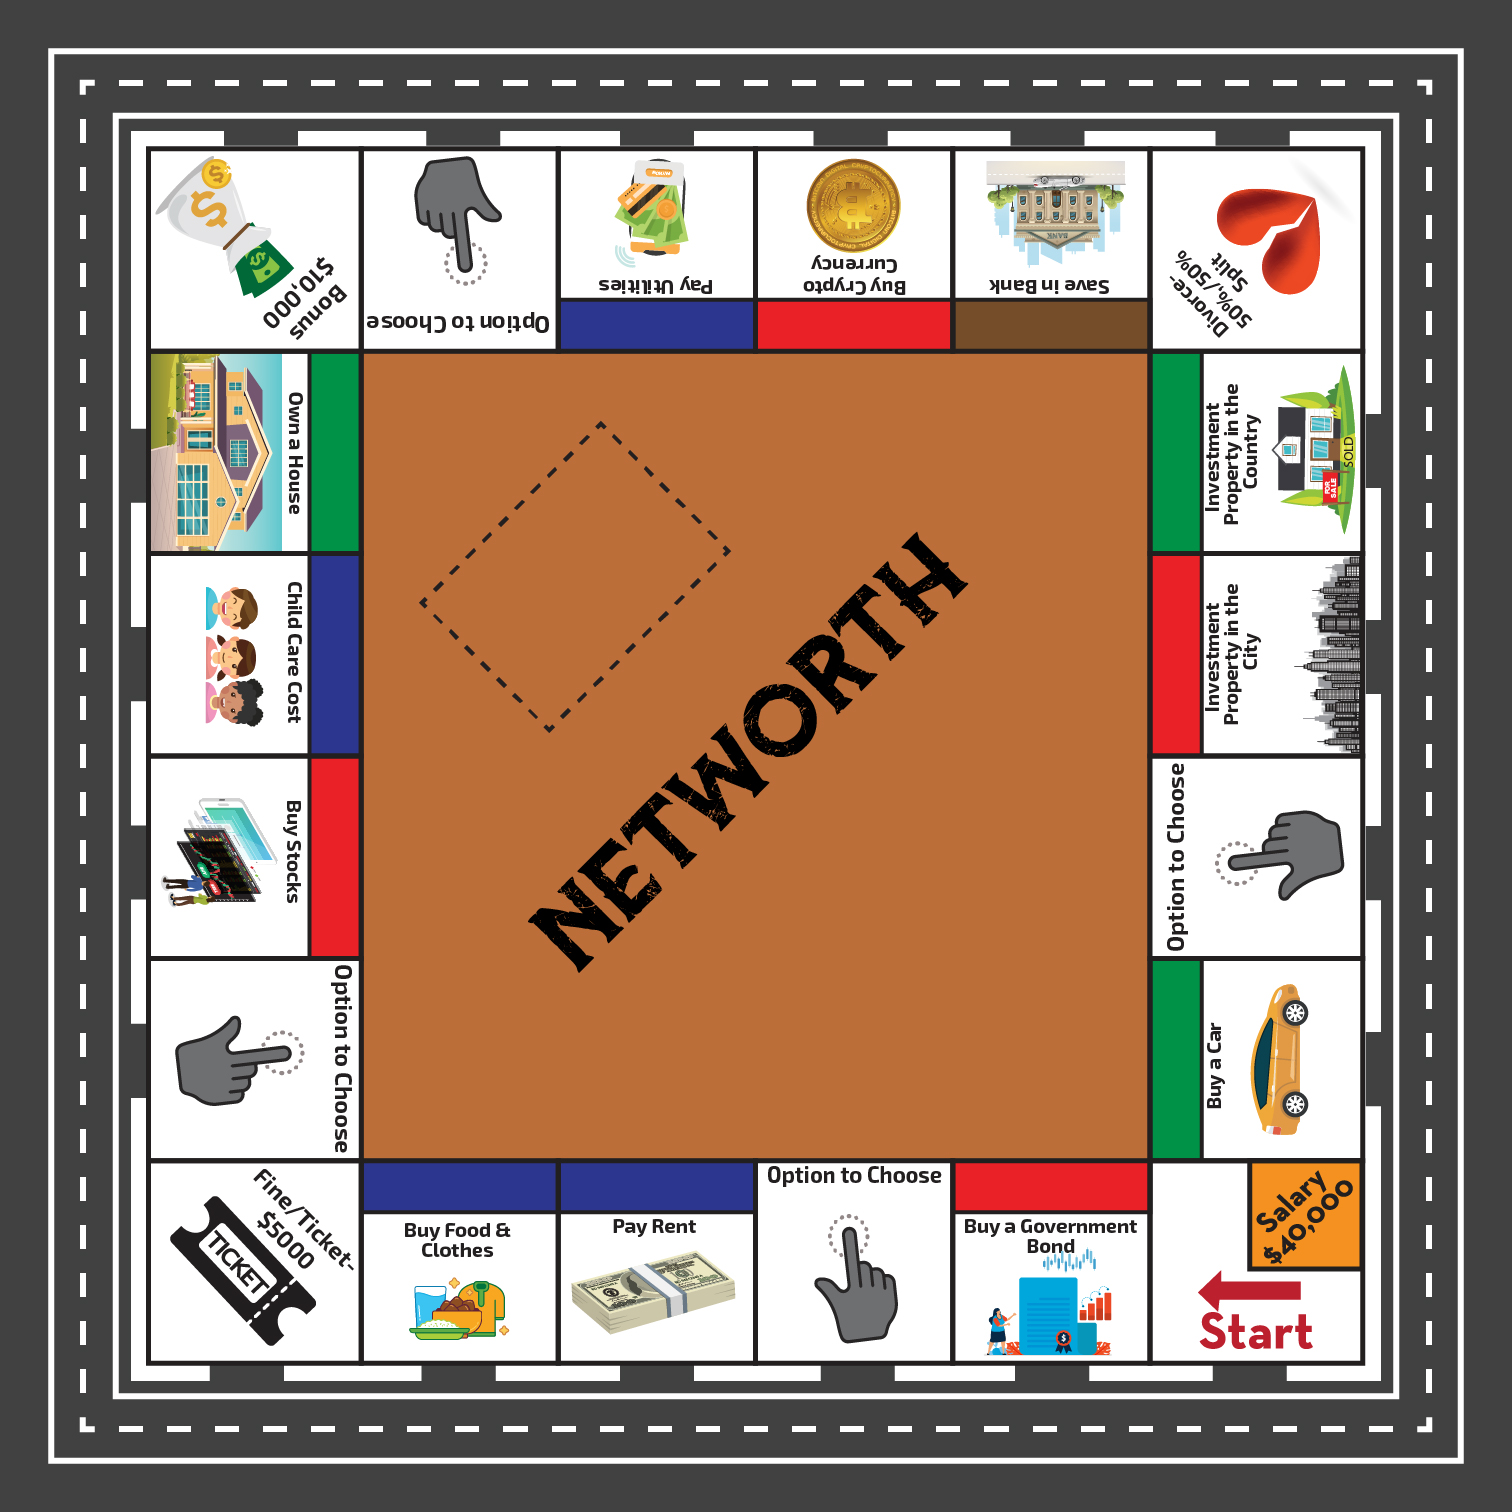 $10,000
Bonus
Option to Choose
Pay Utilities
Buy Crypto
Currency
BANK
Save in Bank
Divorce-
50%/50%
Split
Own a House
Investment
Property in the
Country
FOR
SALE
SOLD
Child Care Cost
Investment
Property in the
City
NETWORTH
Buy Stocks
Option to Choose
Option to Choose
Buy a Car
Fine/Ticket-
$5000
TICKET
Buy Food &
Clothes
Pay Rent
Option to Choose
Buy a Government
Bond
Salary
$40,000
Start